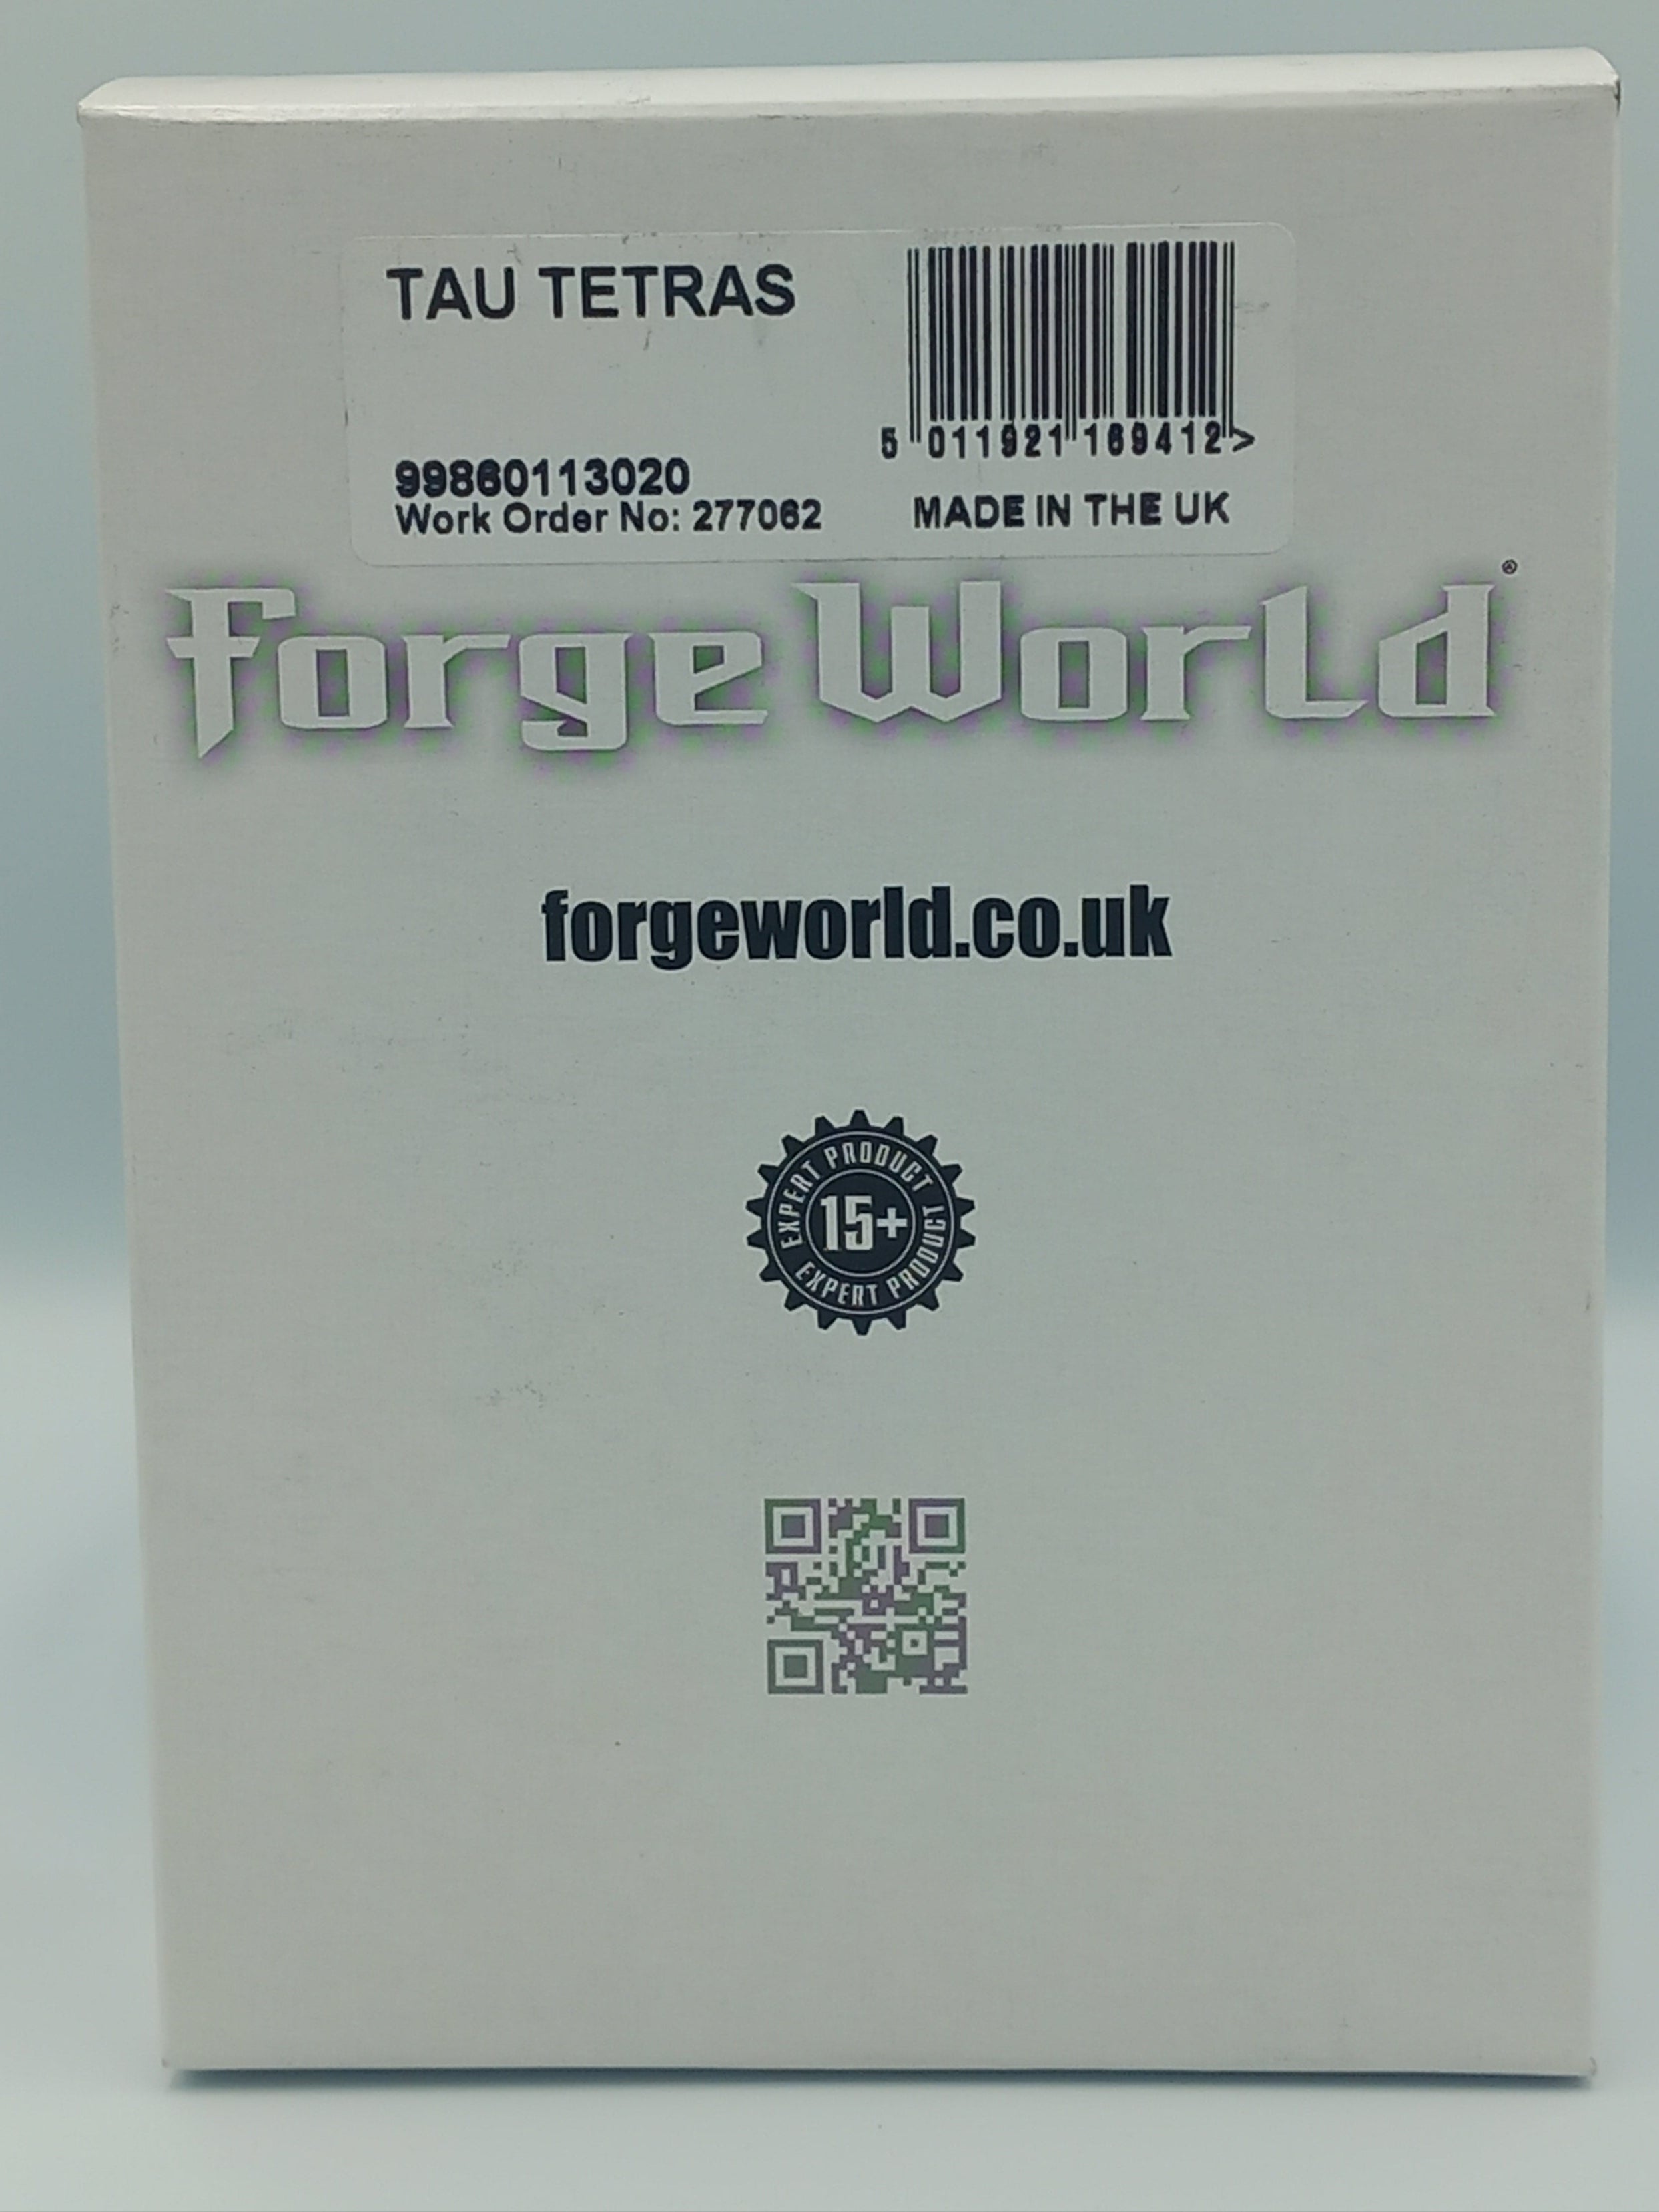 TAU TETRAS
5 011921 169412 >
99860113020
Work Order No: 277062
MADE IN THE UK
Forge World®
forgeworld.co.uk
EXPERT PRODUCT
15+
EXPERT PRODUCT